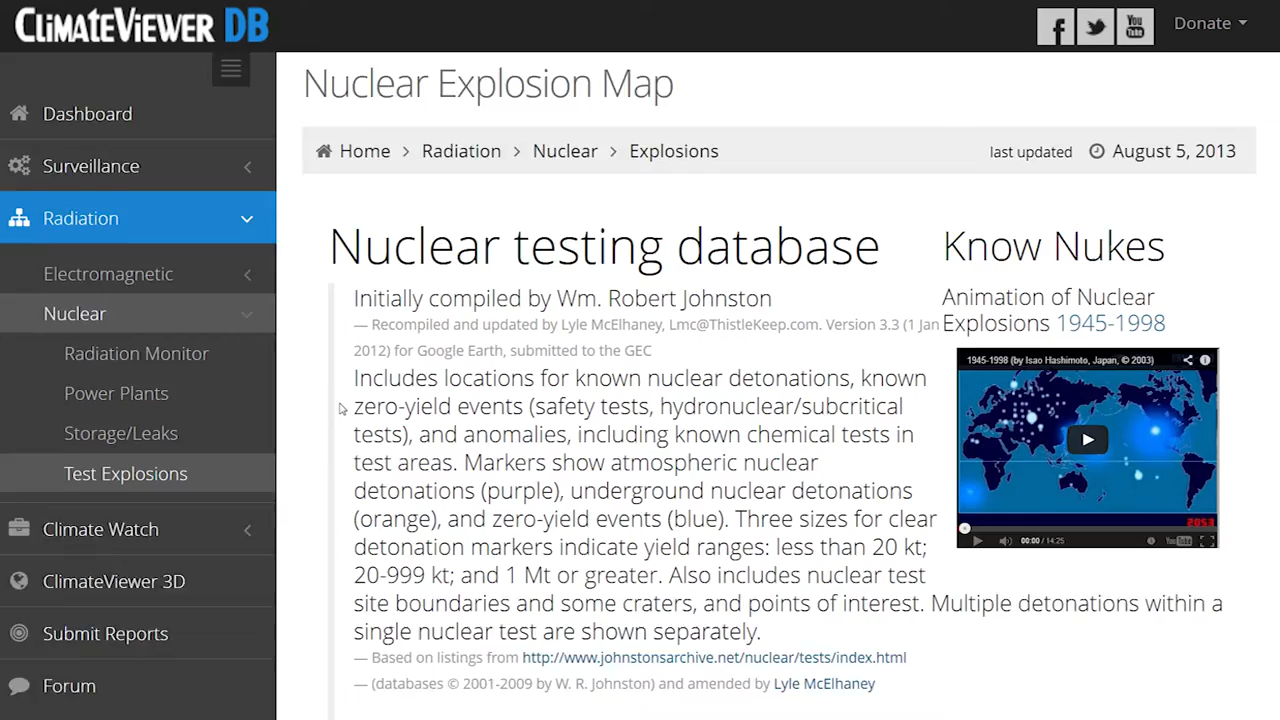 CLIMATEVIEWER DB
f
You
Tube
Donate
Dashboard
Surveillance
Radiation
Electromagnetic
Nuclear
Radiation Monitor
Power Plants
Storage/Leaks
Test Explosions
Climate Watch
ClimateViewer 3D
Submit Reports
Forum
Nuclear Explosion Map
Home > Radiation > Nuclear > Explosions
last updated August 5, 2013
Nuclear testing database
Initially compiled by Wm. Robert Johnston
— Recompiled and updated by Lyle McElhaney, Lmc@ThistleKeep.com. Version 3.3 (1 Jan
2012) for Google Earth, submitted to the GEC
Includes locations for known nuclear detonations, known
zero-yield events (safety tests, hydronuclear/subcritical
tests), and anomalies, including known chemical tests in
test areas. Markers show atmospheric nuclear
detonations (purple), underground nuclear detonations
(orange), and zero-yield events (blue). Three sizes for clear
detonation markers indicate yield ranges: less than 20 kt;
20-999 kt; and 1 Mt or greater. Also includes nuclear test
site boundaries and some craters, and points of interest. Multiple detonations within a
single nuclear test are shown separately.
— Based on listings from http://www.johnstonsarchive.net/nuclear/tests/index.html
— (databases © 2001-2009 by W. R. Johnston) and amended by Lyle McElhaney
Know Nukes
Animation of Nuclear
Explosions 1945-1998
1945-1998 (by Isao Hashimoto, Japan, © 2003)
2053
00:00 / 14:25
YouTube